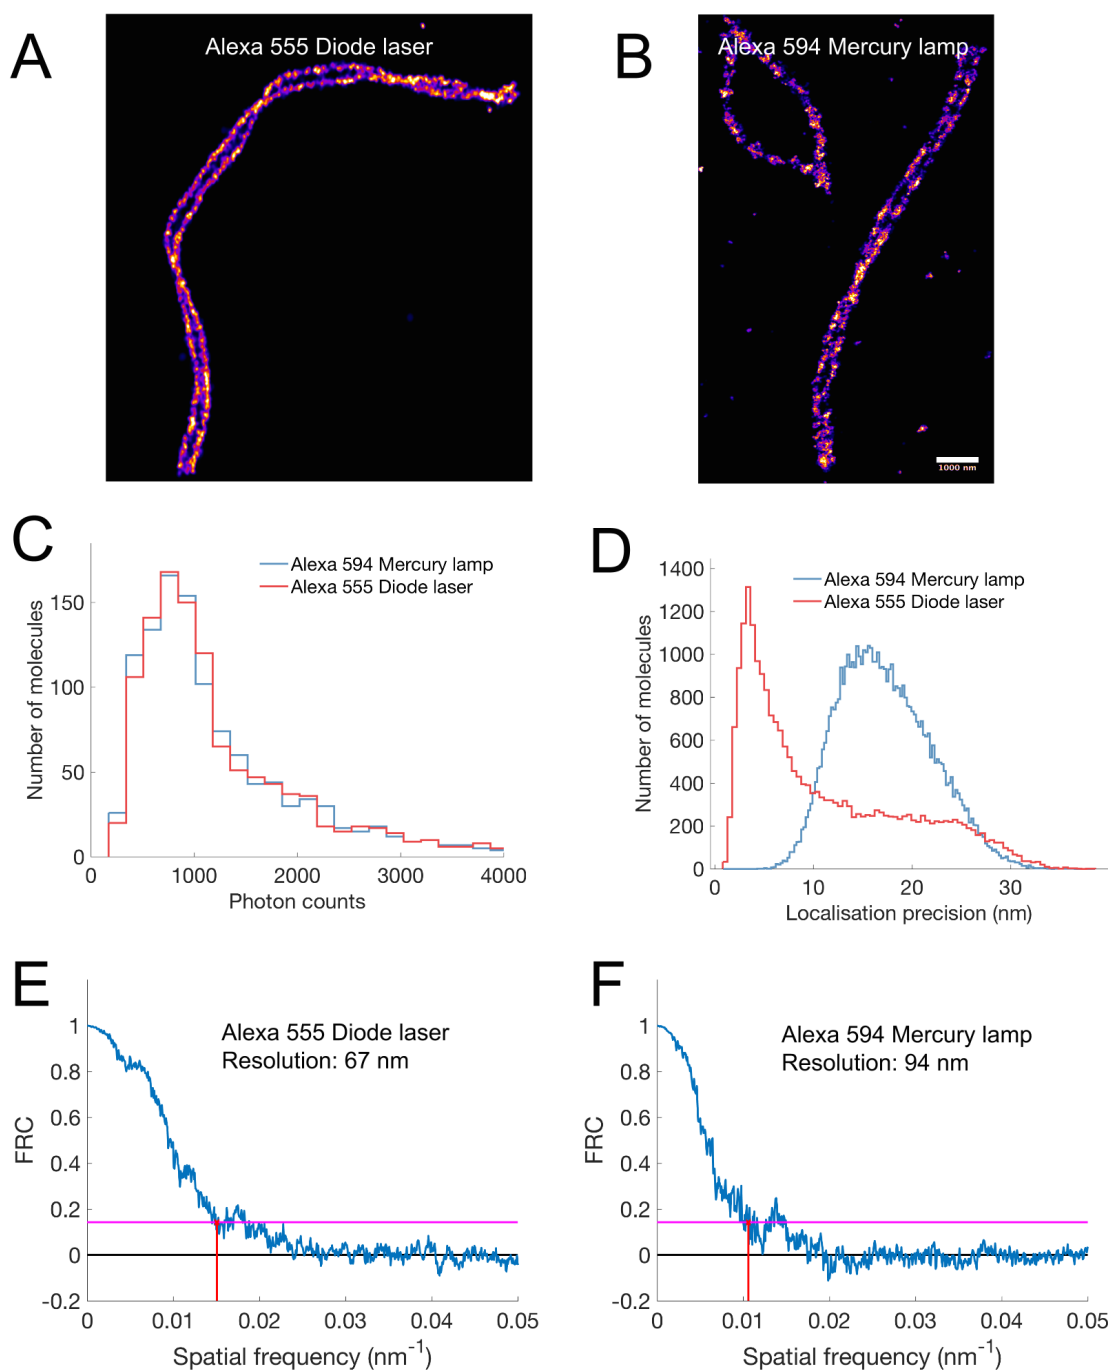 A
Alexa 555 Diode laser
B
Alexa 594 Mercury lamp
1000 nm
C
Alexa 594 Mercury lamp
Alexa 555 Diode laser
150
100
50
0
0
1000
2000
3000
4000
Number of molecules
Photon counts
D
Alexa 594 Mercury lamp
Alexa 555 Diode laser
1400
1200
1000
800
600
400
200
0
0
10
20
30
Number of molecules
Localisation precision (nm)
E
Alexa 555 Diode laser
Resolution: 67 nm
1
0.8
0.6
0.4
0.2
0
-0.2
0
0.01
0.02
0.03
0.04
0.05
FRC
Spatial frequency (nm⁻¹)
F
Alexa 594 Mercury lamp
Resolution: 94 nm
1
0.8
0.6
0.4
0.2
0
-0.2
0
0.01
0.02
0.03
0.04
0.05
FRC
Spatial frequency (nm⁻¹)